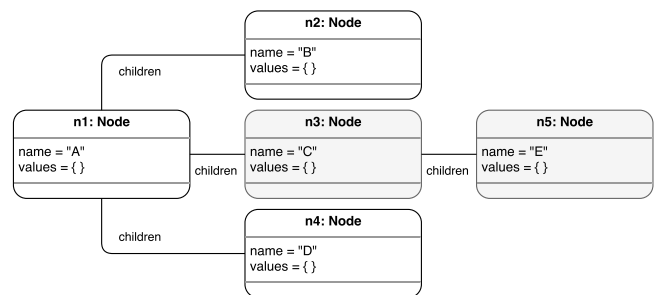 n2: Node
name = "B"
values = { }
children
n1: Node
name = "A"
values = { }
children
n3: Node
name = "C"
values = { }
children
n5: Node
name = "E"
values = { }
children
n4: Node
name = "D"
values = { }